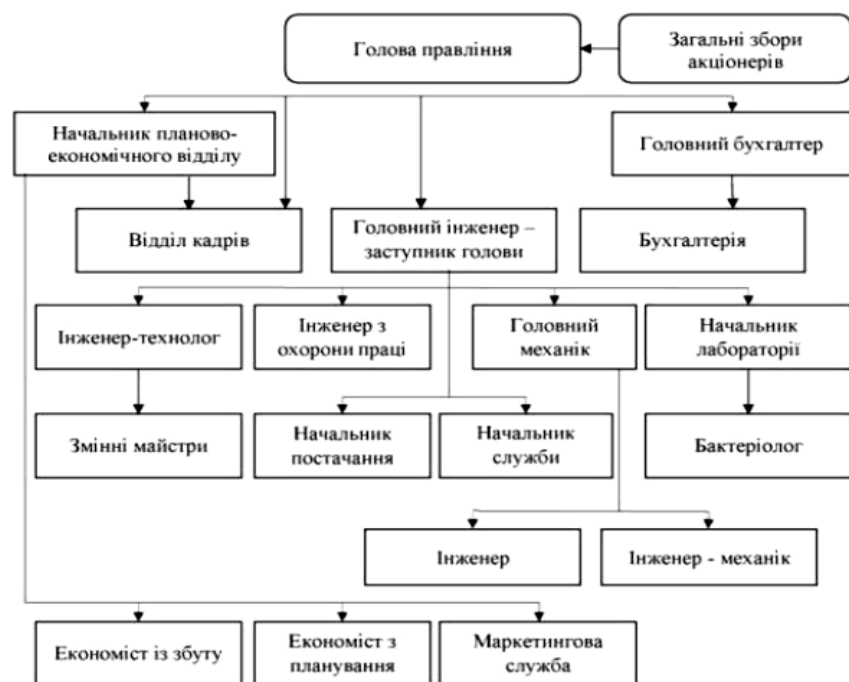 Голова правління
Загальні збори
акціонерів
Начальник планово-
економічного відділу
Головний бухгалтер
Відділ кадрів
Головний інженер –
заступник голови
Бухгалтерія
Інженер-технолог
Інженер з
охорони праці
Головний
механік
Начальник
лабораторії
Змінні майстри
Начальник
постачання
Начальник
служби
Бактеріолог
Інженер
Інженер - механік
Економіст із збуту
Економіст з
планування
Маркетингова
служба